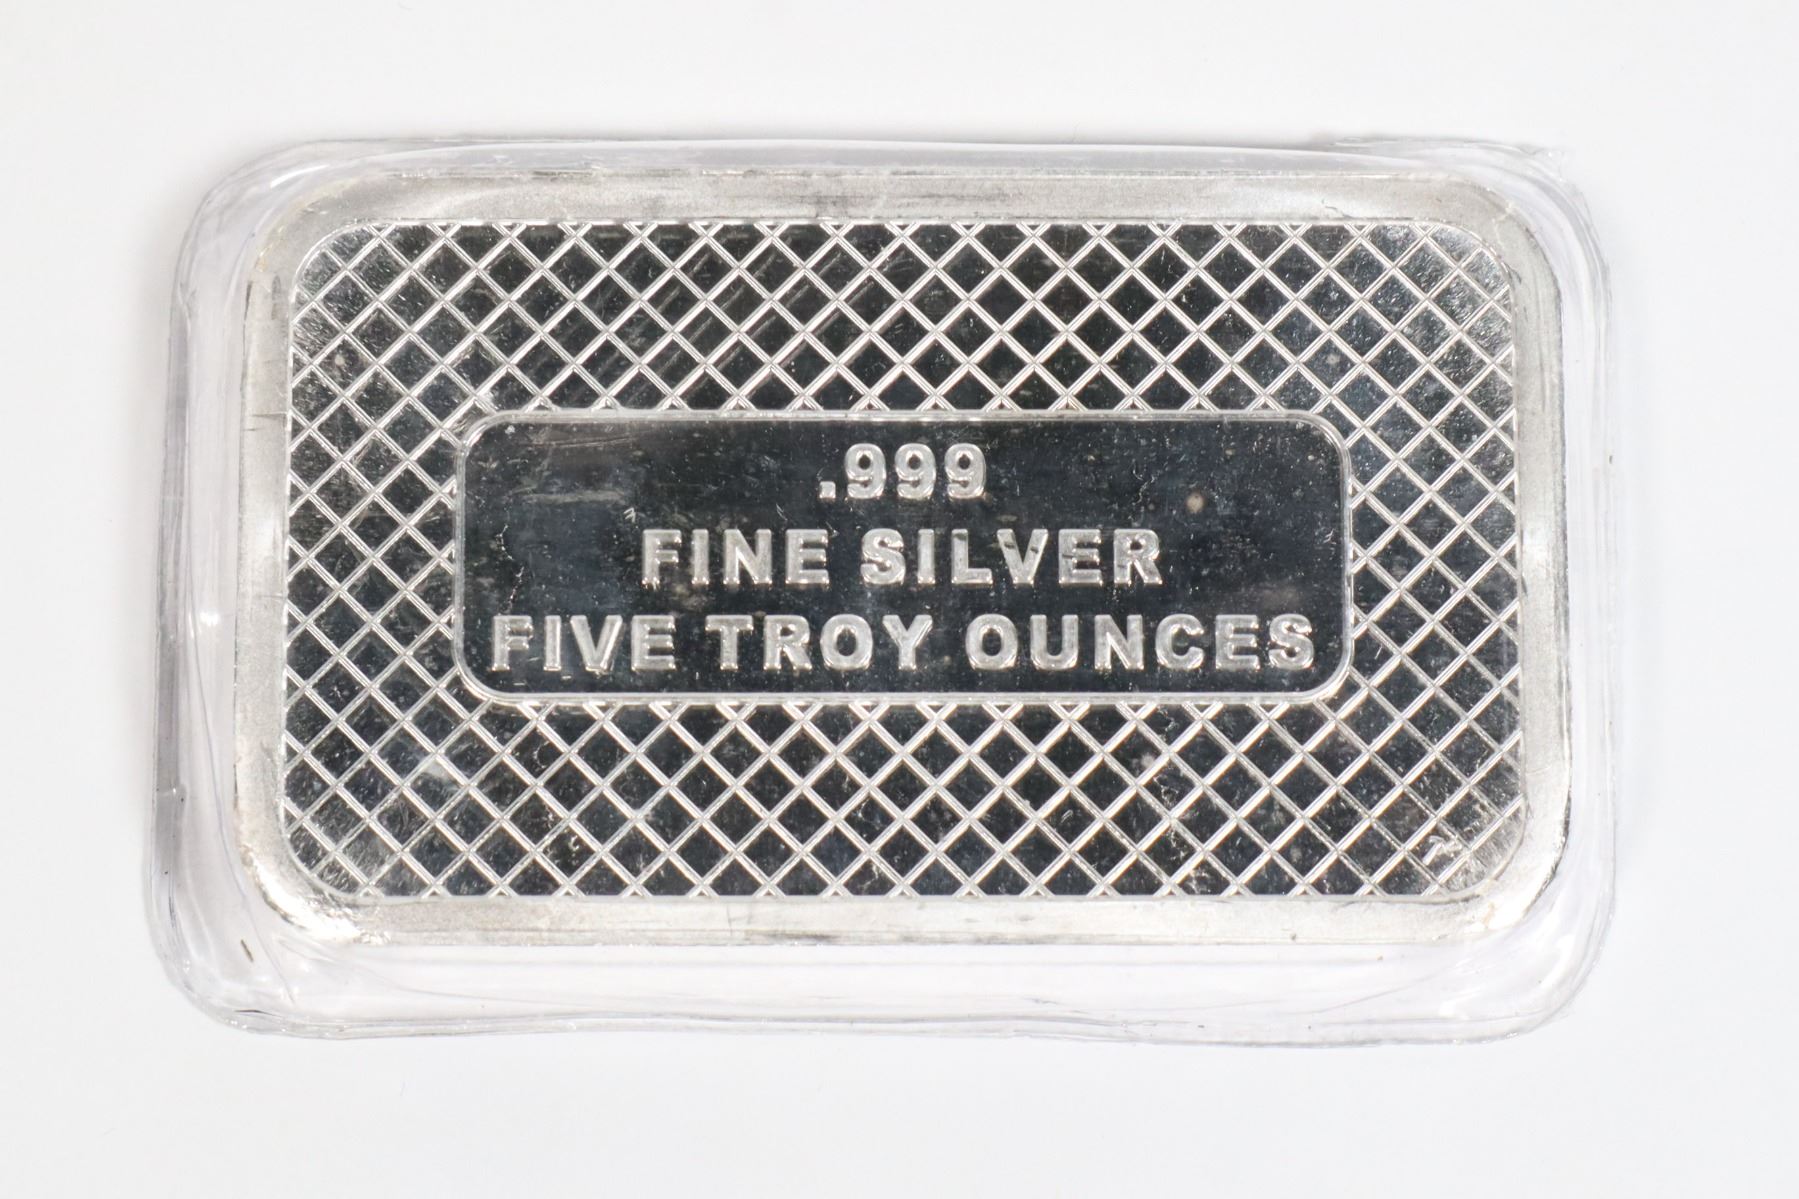 .999
FINE SILVER
FIVE TROY OUNCES